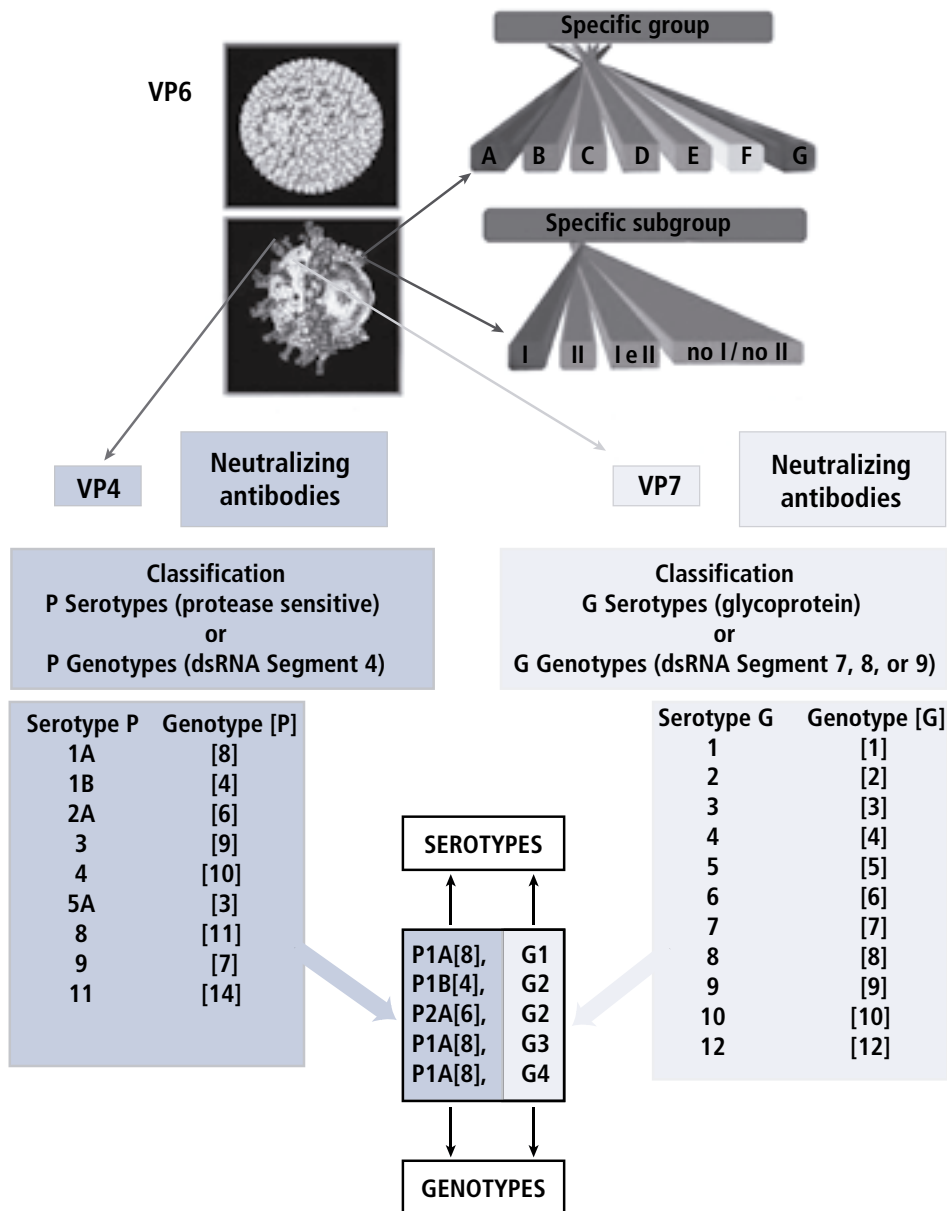 Specific group
VP6
A B C D E F G
Specific subgroup
I II I e II no I / no II
VP4
Neutralizing
antibodies
VP7
Neutralizing
antibodies
Classification
P Serotypes (protease sensitive)
or
P Genotypes (dsRNA Segment 4)
Classification
G Serotypes (glycoprotein)
or
G Genotypes (dsRNA Segment 7, 8, or 9)
Serotype P Genotype [P]
1A [8]
1B [4]
2A [6]
3 [9]
4 [10]
5A [3]
8 [11]
9 [7]
11 [14]
Serotype G Genotype [G]
1 [1]
2 [2]
3 [3]
4 [4]
5 [5]
6 [6]
7 [7]
8 [8]
9 [9]
10 [10]
12 [12]
SEROTYPES
P1A[8], G1
P1B[4], G2
P2A[6], G2
P1A[8], G3
P1A[8], G4
GENOTYPES